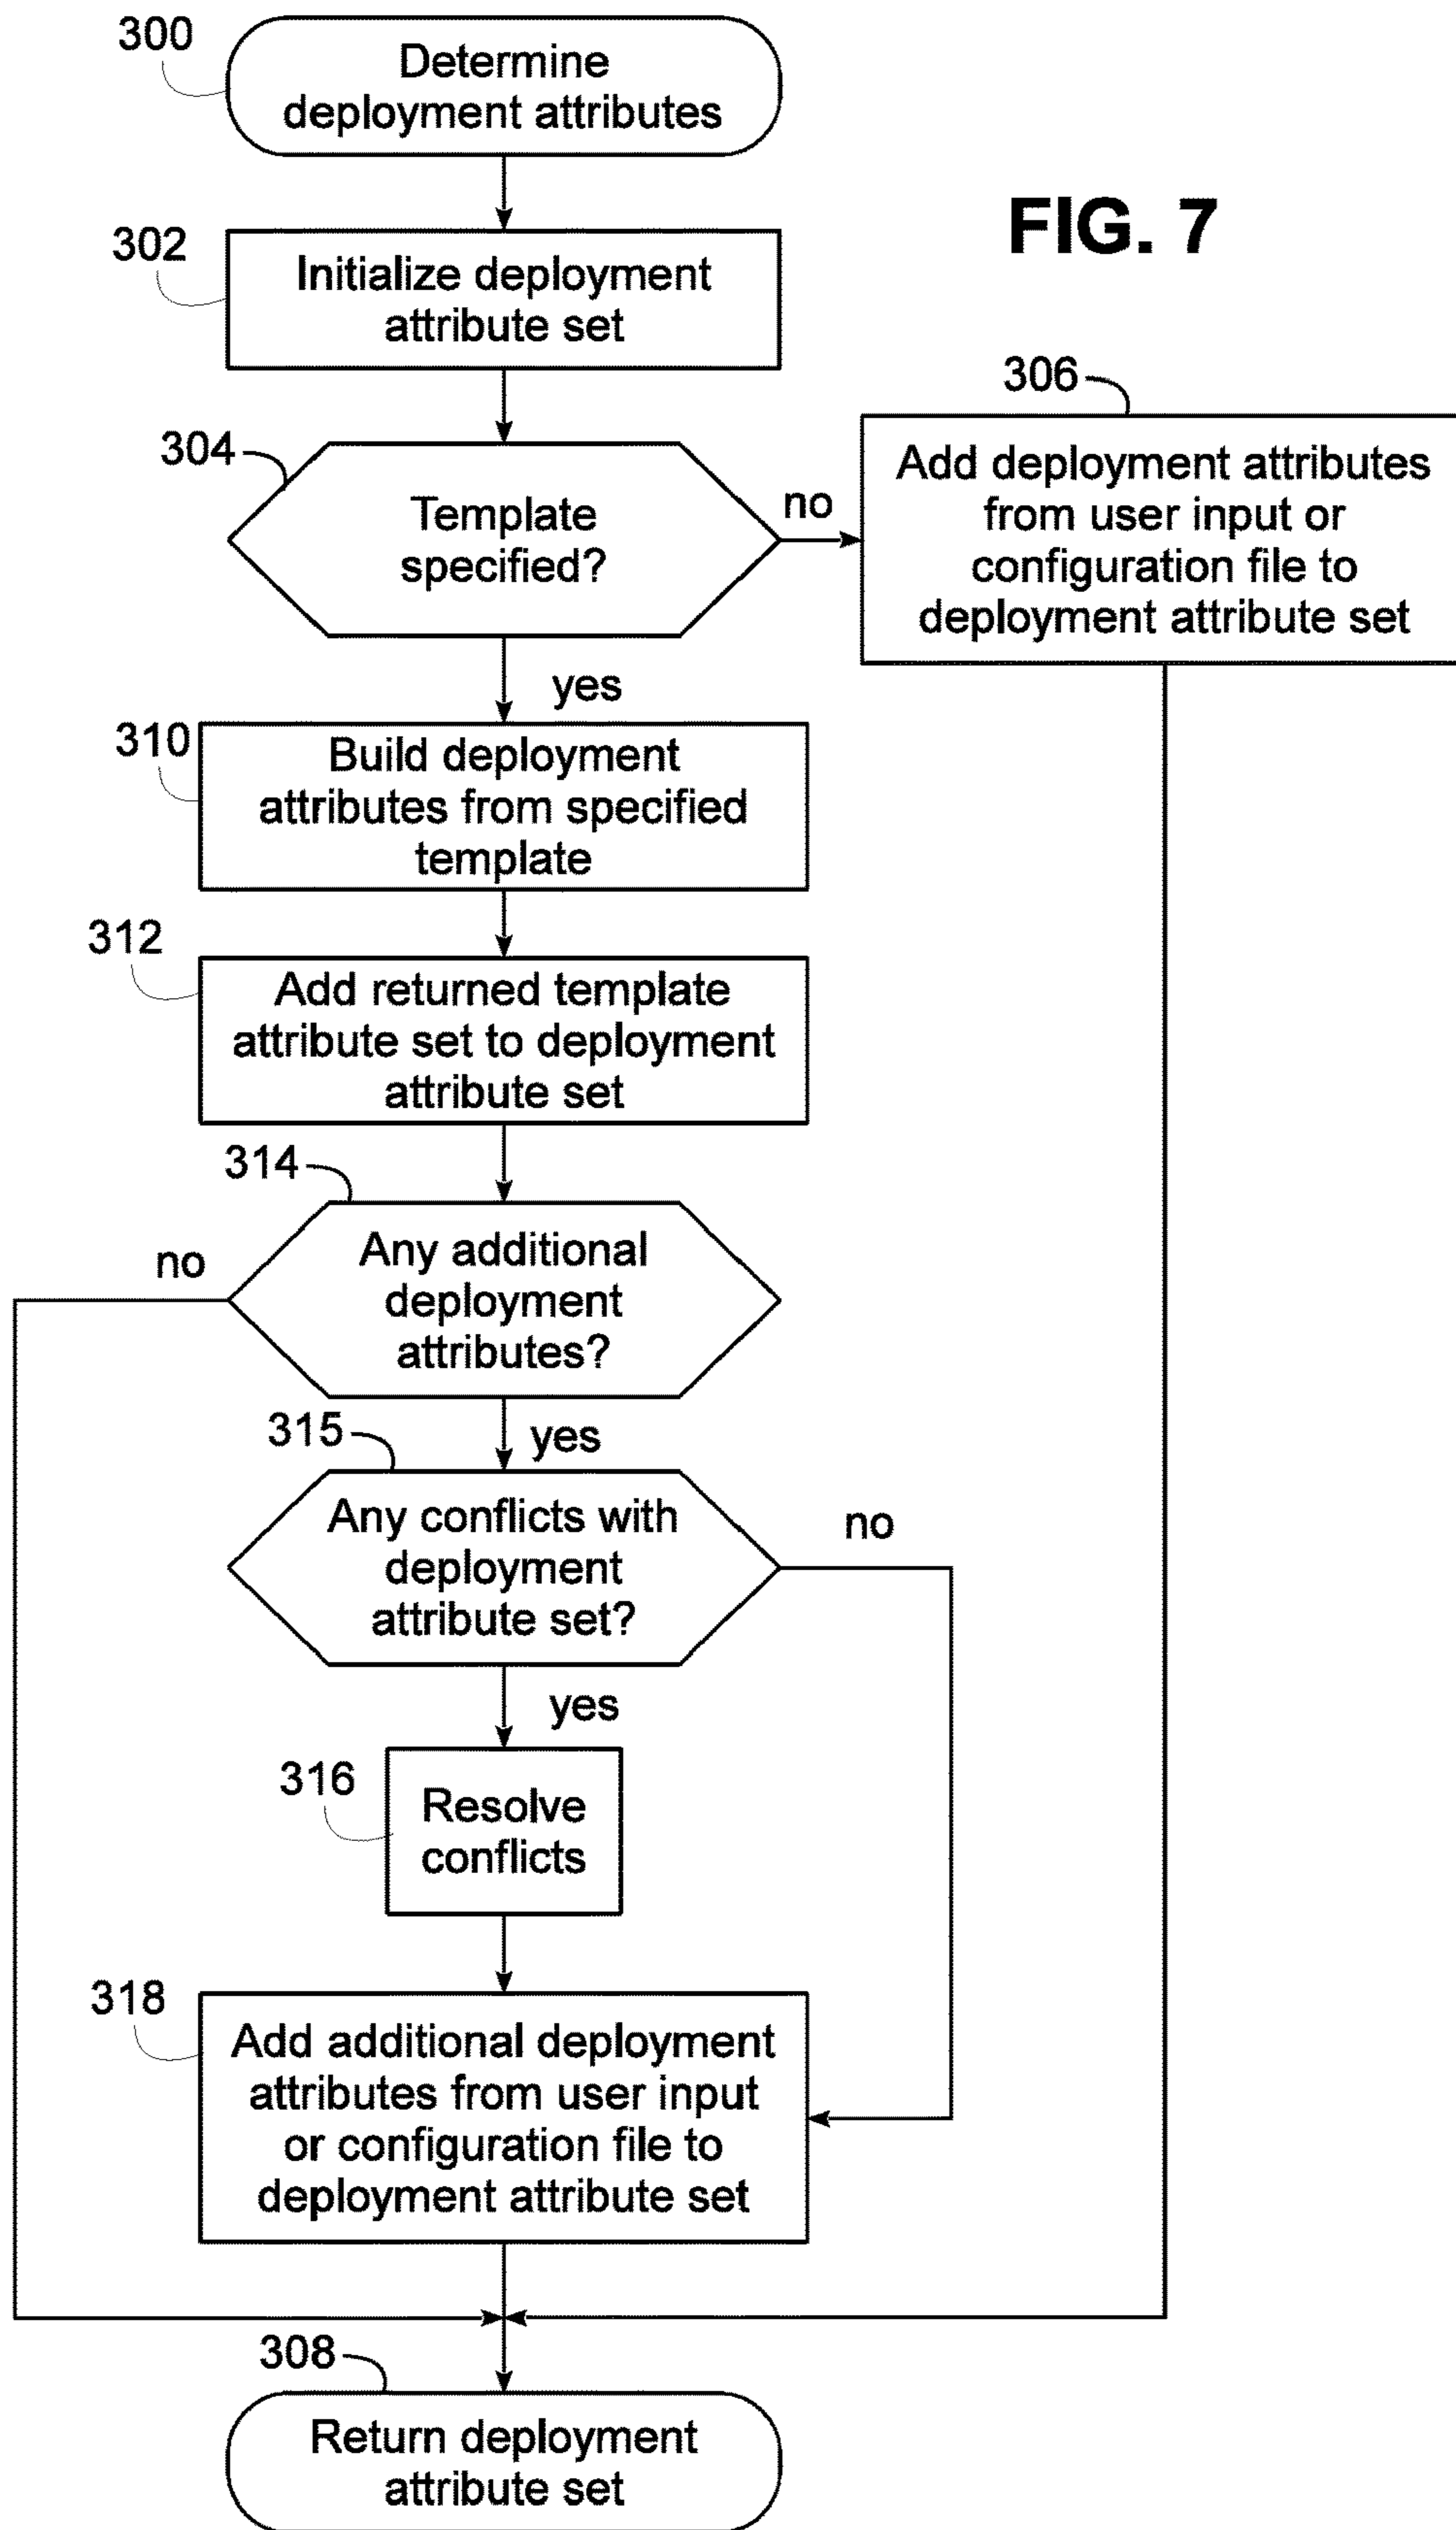 300
Determine
deployment attributes
FIG. 7
302
Initialize deployment
attribute set
304
Template
specified?
no
306
Add deployment attributes
from user input or
configuration file to
deployment attribute set
yes
310
Build deployment
attributes from specified
template
312
Add returned template
attribute set to deployment
attribute set
314
no
Any additional
deployment
attributes?
yes
315
Any conflicts with
deployment
attribute set?
no
yes
316
Resolve
conflicts
318
Add additional deployment
attributes from user input
or configuration file to
deployment attribute set
308
Return deployment
attribute set